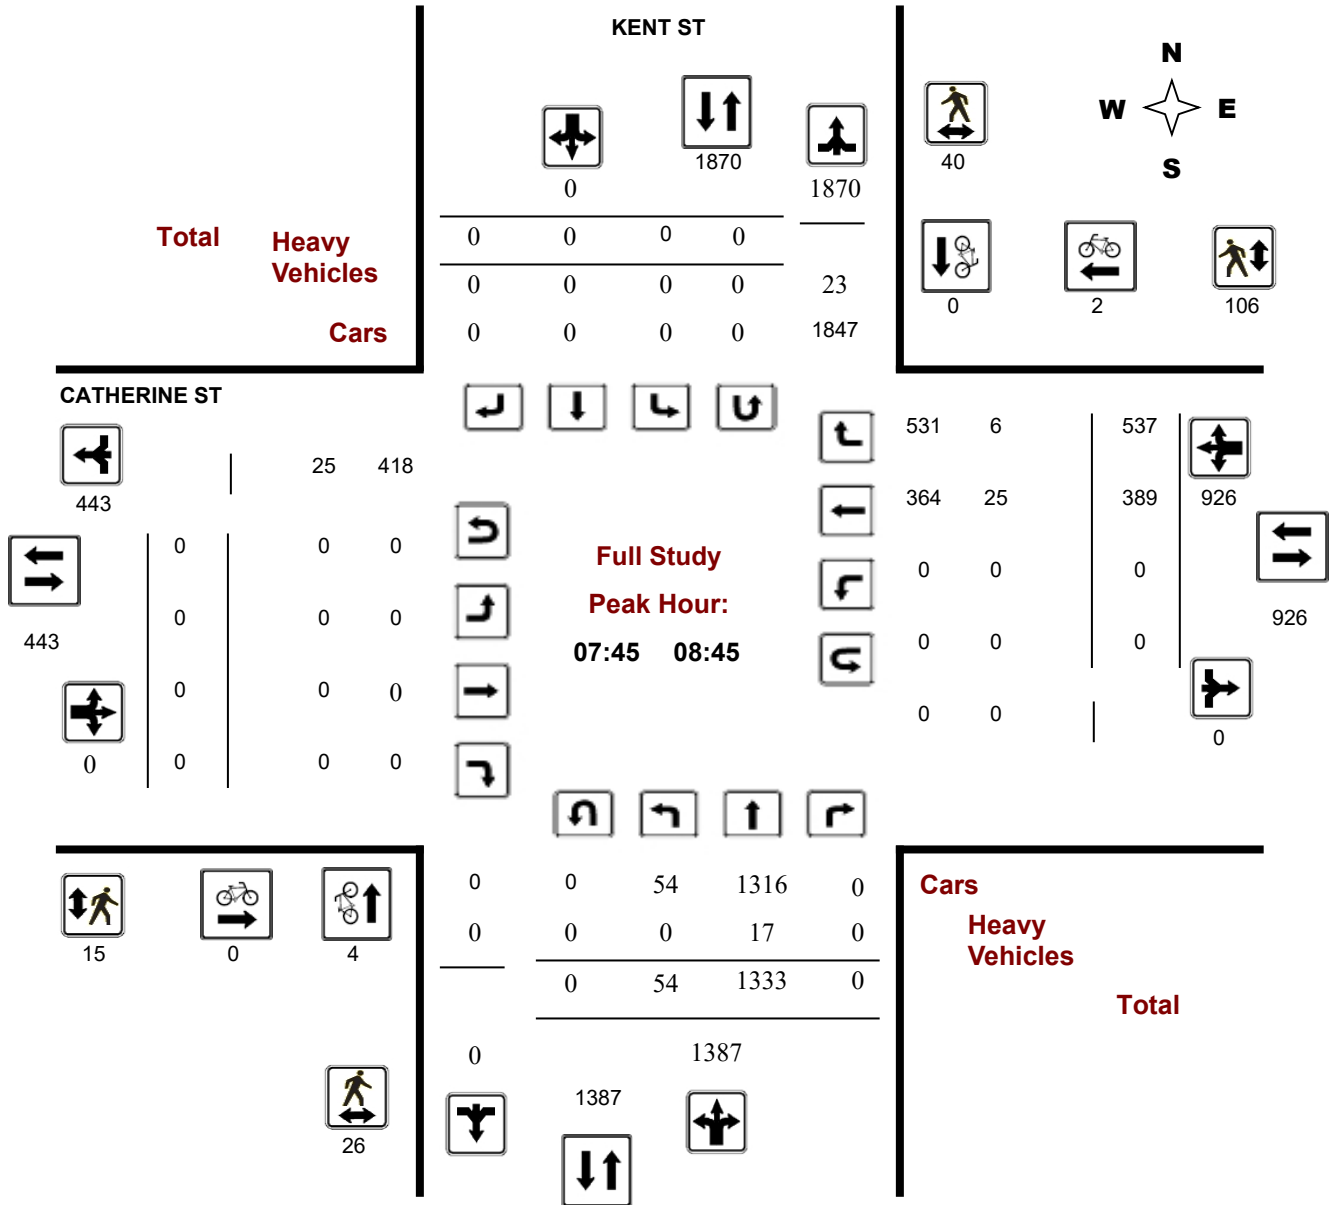 KENT ST
N
W E
S
1870
40
0 1870
Total Heavy Vehicles 0 0 0 0
0 0 0 0 23
0 2 106
Cars 0 0 0 0 1847
CATHERINE ST
531 6 537
25 418
443
364 25 389 926
0 0 0
Full Study
0 0 0
Peak Hour:
0 0 0
926
443
07:45 08:45
0 0 0
0 0 0
0 0
0
0
0 0 0
0 0 54 1316 0 Cars
0 0 0 17 0 Heavy Vehicles
15 0 4
0 54 1333 0
Total
0 1387
1387
26